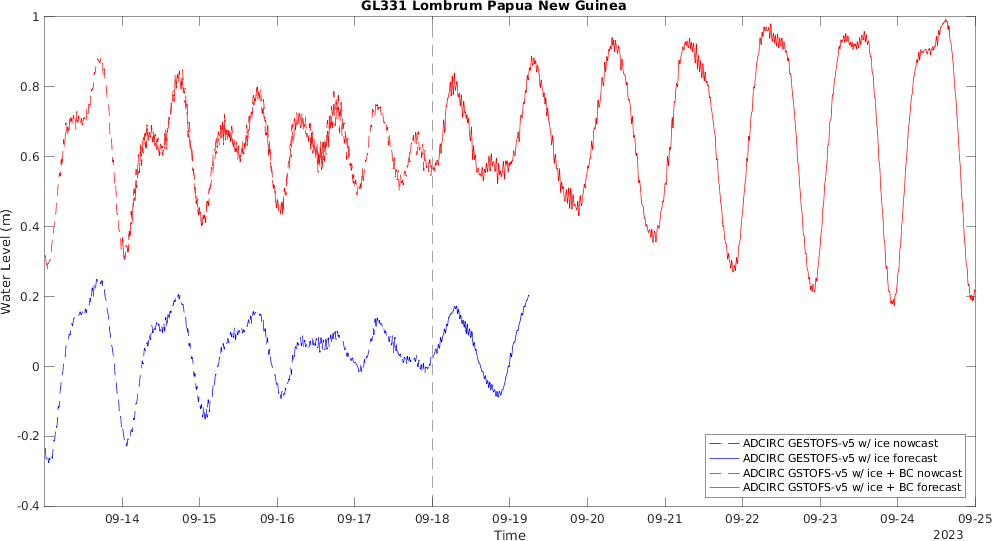 GL331 Lombrum Papua New Guinea
Water Level (m)
1
0.8
0.6
0.4
0.2
0
-0.2
-0.4
ADCIRC GESTOFS-v5 w/ ice nowcast
ADCIRC GESTOFS-v5 w/ ice forecast
ADCIRC GSTOFS-v5 w/ ice + BC nowcast
ADCIRC GSTOFS-v5 w/ ice + BC forecast
09-14 09-15 09-16 09-17 09-18 09-19 09-20 09-21 09-22 09-23 09-24 09-25
Time
2023